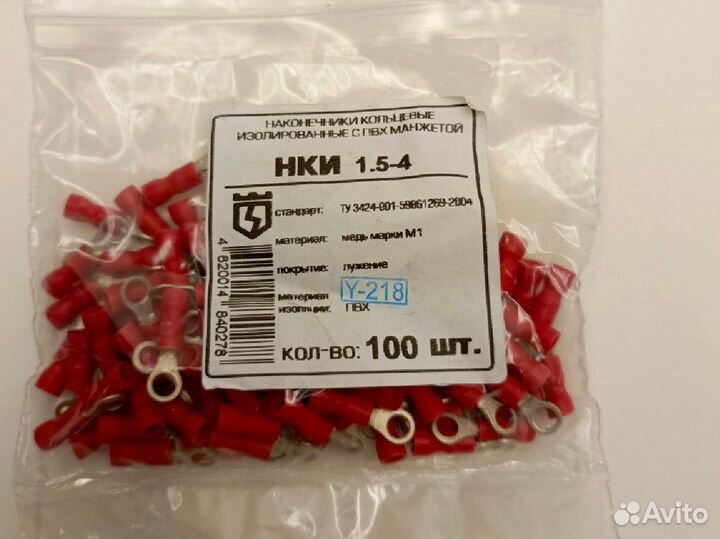 НАКОНЕЧНИКИ КОЛЬЦЕВЫЕ
ИЗОЛИРОВАННЫЕ С ПВХ МАНЖЕТОЙ
НКИ 1.5-4
стандарт: ТУ 3424-001-59861269-2004
материал: медь марки М1
покрытие: лужение
материал изоляции: ПВХ
Y-218
КОЛ-ВО: 100 шт.
4 620014 840278
Avito